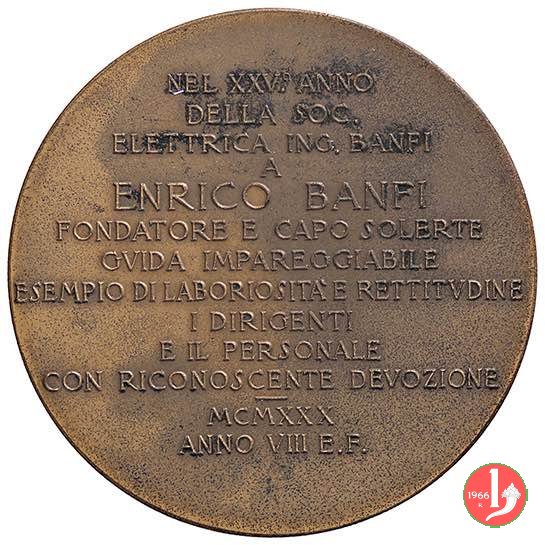 NEL XXV° ANNO
DELLA SOC.
ELETTRICA ING. BANFI
A
ENRICO BANFI
FONDATORE E CAPO SOLERTE
GVIDA IMPAREGGIABILE
ESEMPIO DI LABORIOSITÀ E RETTITVDINE
I DIRIGENTI
E IL PERSONALE
CON RICONOSCENTE DEVOZIONE
MCMXXX
ANNO VIII E.F.
1966
R